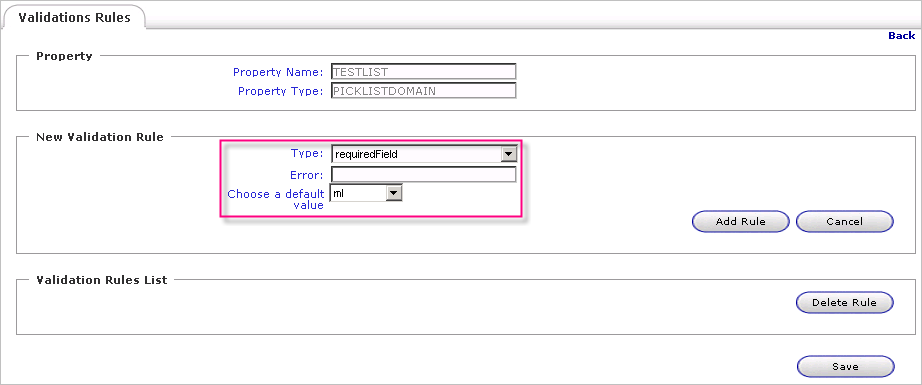 Validations Rules
Back
Property
Property Name: TESTLIST
Property Type: PICKLISTDOMAIN
New Validation Rule
Type: requiredField
Error:
Choose a default ml
value
Add Rule Cancel
Validation Rules List
Delete Rule
Save